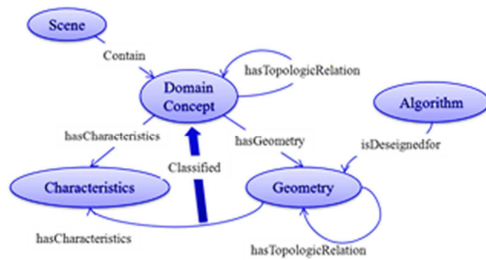 Scene
Contain
hasTopologicRelation
Domain
Concept
Algorithm
hasCharacteristics
hasGeometry
isDeseignedfor
Classified
Characteristics
Geometry
hasCharacteristics
hasTopologicRelation